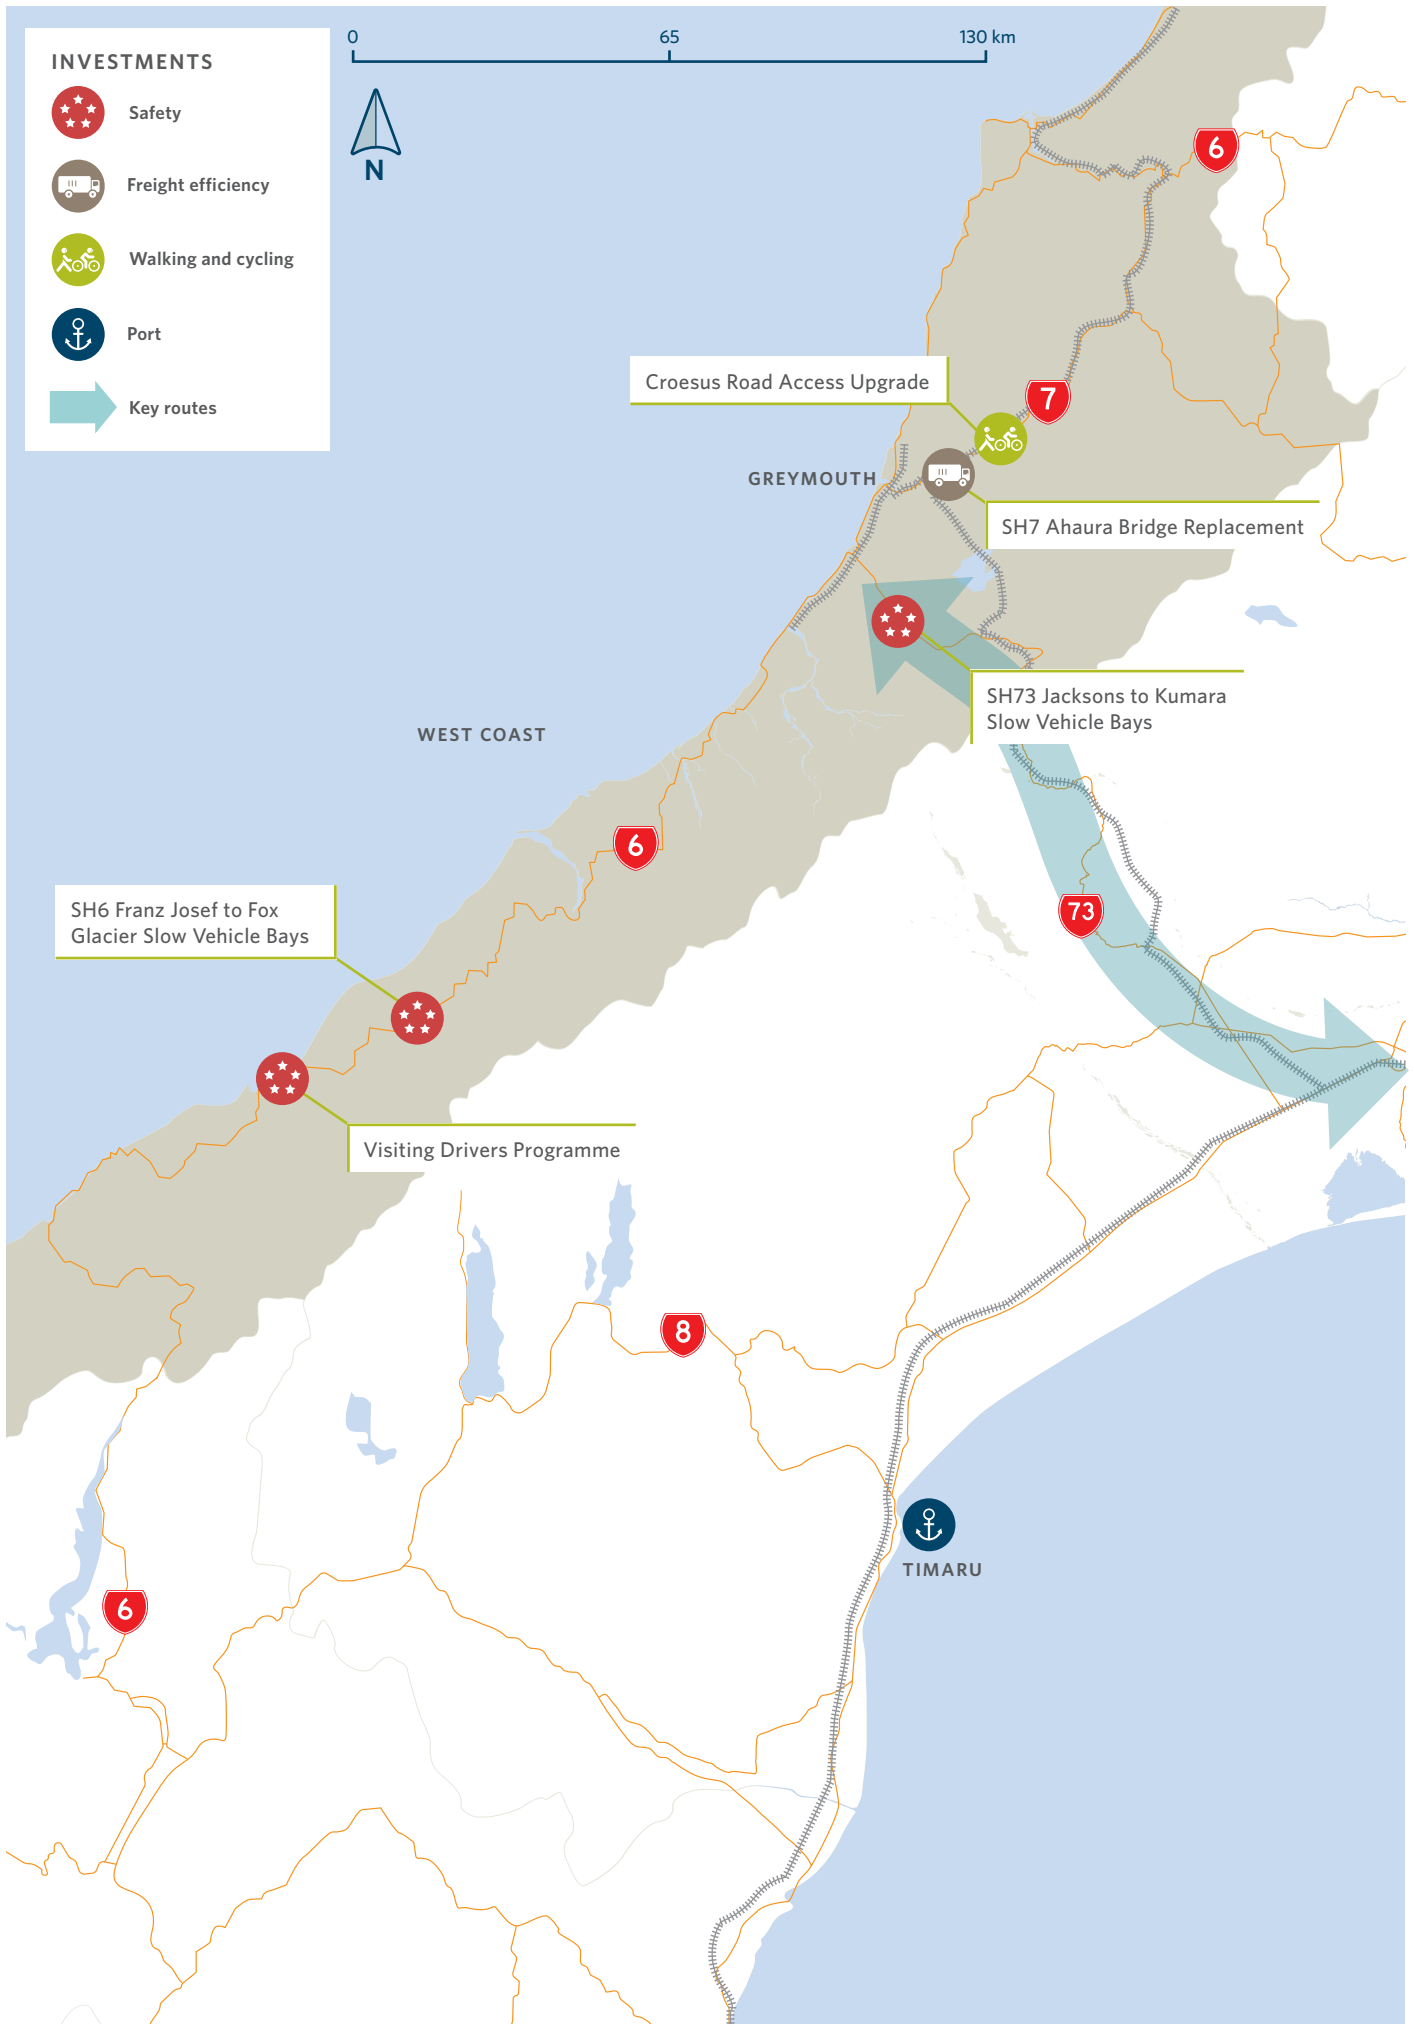 INVESTMENTS
Safety
Freight efficiency
Walking and cycling
Port
Key routes
0 65 130 km
N
6
Croesus Road Access Upgrade
7
GREYMOUTH
SH7 Ahaura Bridge Replacement
SH73 Jacksons to Kumara
Slow Vehicle Bays
WEST COAST
6
SH6 Franz Josef to Fox
Glacier Slow Vehicle Bays
73
Visiting Drivers Programme
8
TIMARU
6